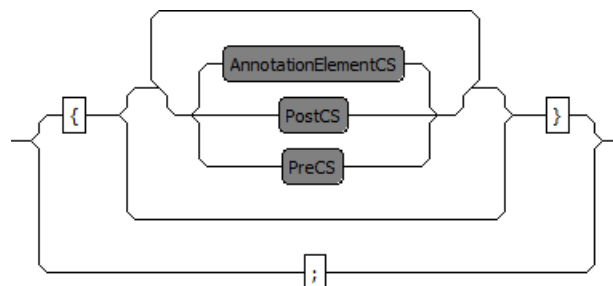 AnnotationElementCS
{ PostCS }
PreCS
;